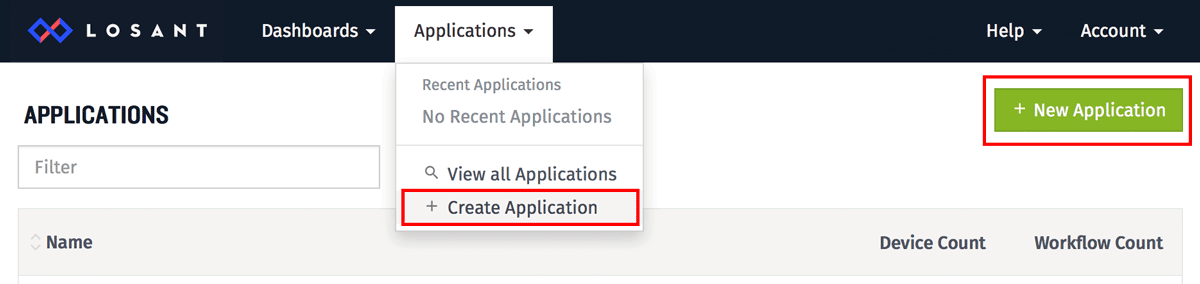 LOSANT Dashboards Applications Help Account
Recent Applications
No Recent Applications
View all Applications
+ Create Application
APPLICATIONS
+ New Application
Filter
Name Device Count Workflow Count